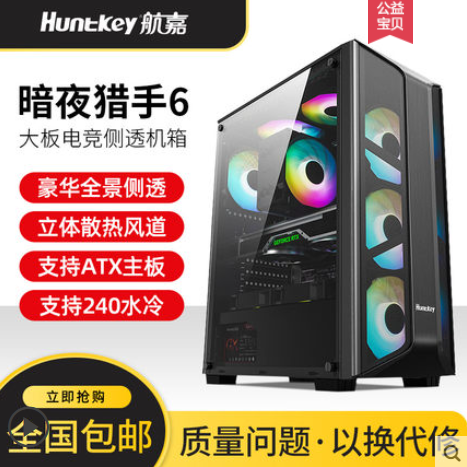 Huntkey 航嘉
公益
宝贝
暗夜猎手6
大板电竞侧透机箱
豪华全景侧透
立体散热风道
支持ATX主板
支持240水冷
GEFORCE RTX
Huntkey
立即抢购
全国包邮
质量问题·以换代修